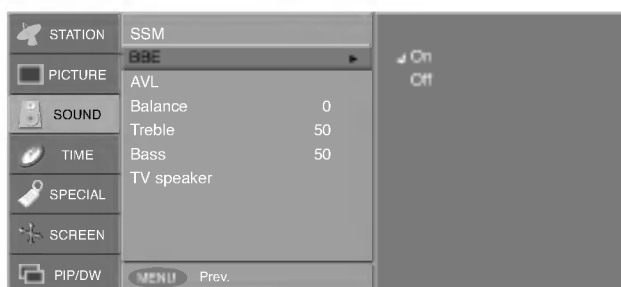 STATION
PICTURE
SOUND
TIME
SPECIAL
SCREEN
PIP/DW
SSM
BBE
AVL
Balance 0
Treble 50
Bass 50
TV speaker
MENU Prev.
On
Off